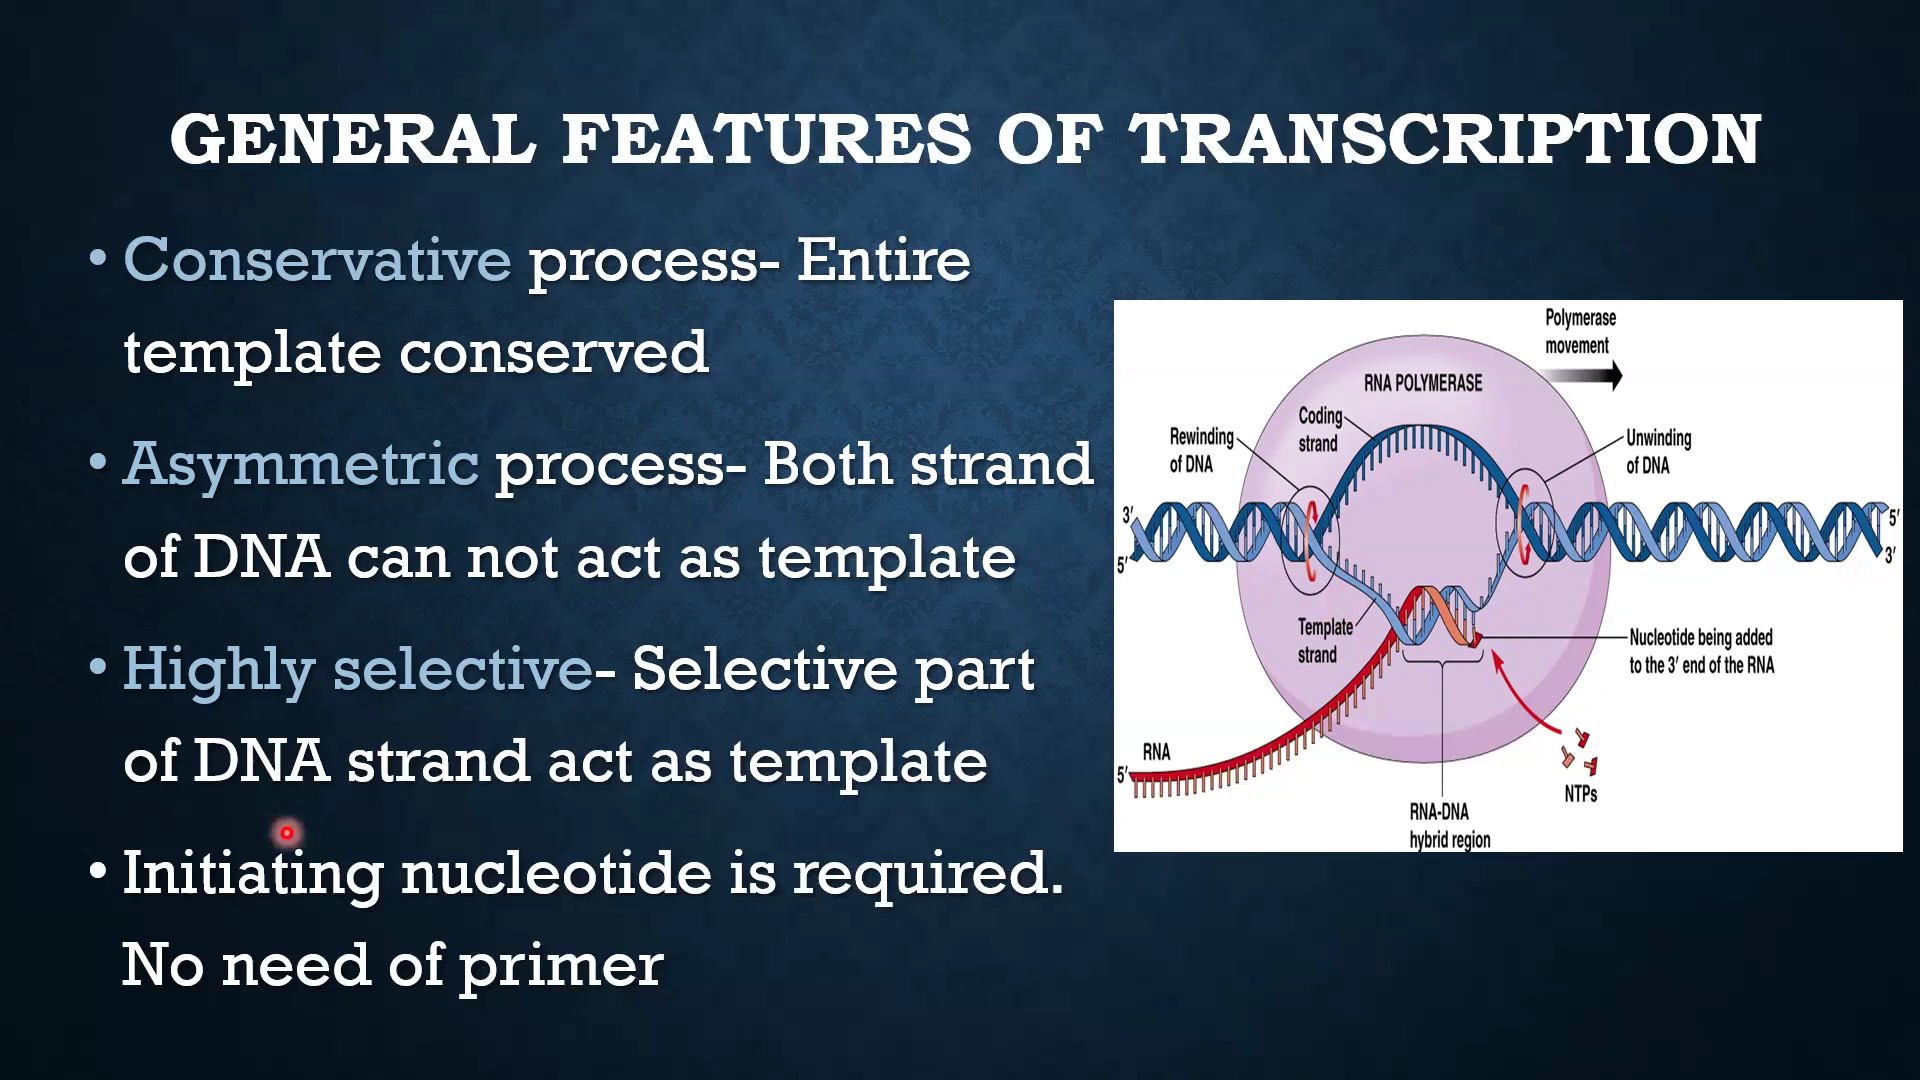 GENERAL FEATURES OF TRANSCRIPTION
• Conservative process- Entire
template conserved
• Asymmetric process- Both strand
of DNA can not act as template
• Highly selective- Selective part
of DNA strand act as template
• Initiating nucleotide is required.
No need of primer
Polymerase
movement
RNA POLYMERASE
Coding
strand
Rewinding
of DNA
Unwinding
of DNA
3′
5′
5′
3′
Template
strand
Nucleotide being added
to the 3′ end of the RNA
RNA
5′
NTPs
RNA-DNA
hybrid region